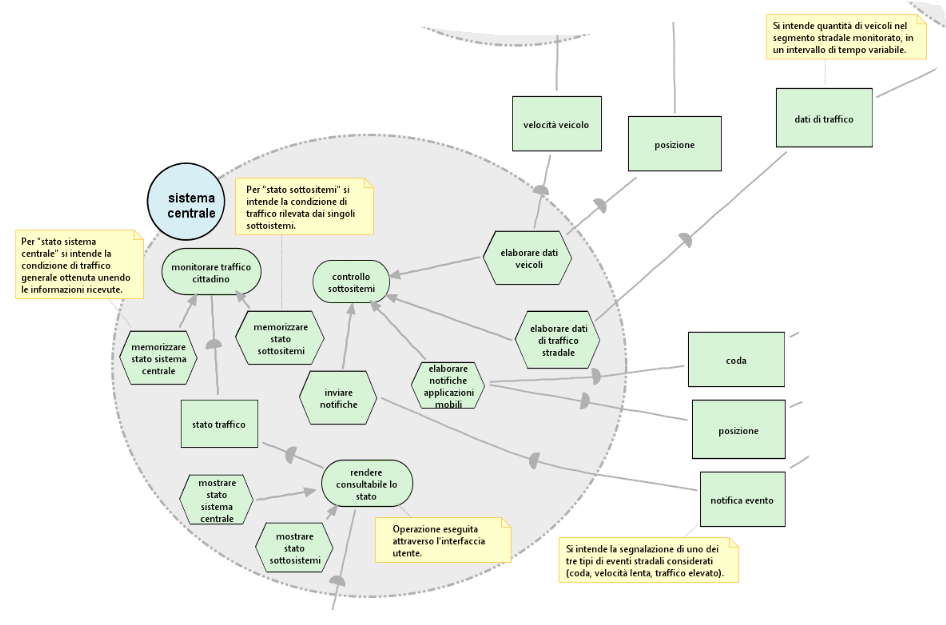 Si intende quantità di veicoli nel
segmento stradale monitorato, in
un intervallo di tempo variabile.
velocità veicolo
posizione
dati di traffico
sistema
centrale
Per "stato sottositemi" si
intende la condizione di
traffico rilevata dai singoli
sottoistemi.
Per "stato sistema
centrale" si intende la
condizione di traffico
generale ottenuta unendo
le informazioni ricevute.
monitorare traffico
cittadino
controllo
sottositemi
elaborare dati
veicoli
memorizzare
stato sistema
centrale
memorizzare
stato
sottositemi
elaborare dati
di traffico
stradale
inviare
notifiche
elaborare
notifiche
applicazioni
mobili
coda
stato traffico
posizione
mostrare
stato
sistema
centrale
rendere
consultabile lo
stato
notifica evento
mostrare
stato
sottosistemi
Operazione eseguita
attraverso l'interfaccia
utente.
Si intende la segnalazione di uno dei
tre tipi di eventi stradali considerati
(coda, velocità lenta, traffico elevato).